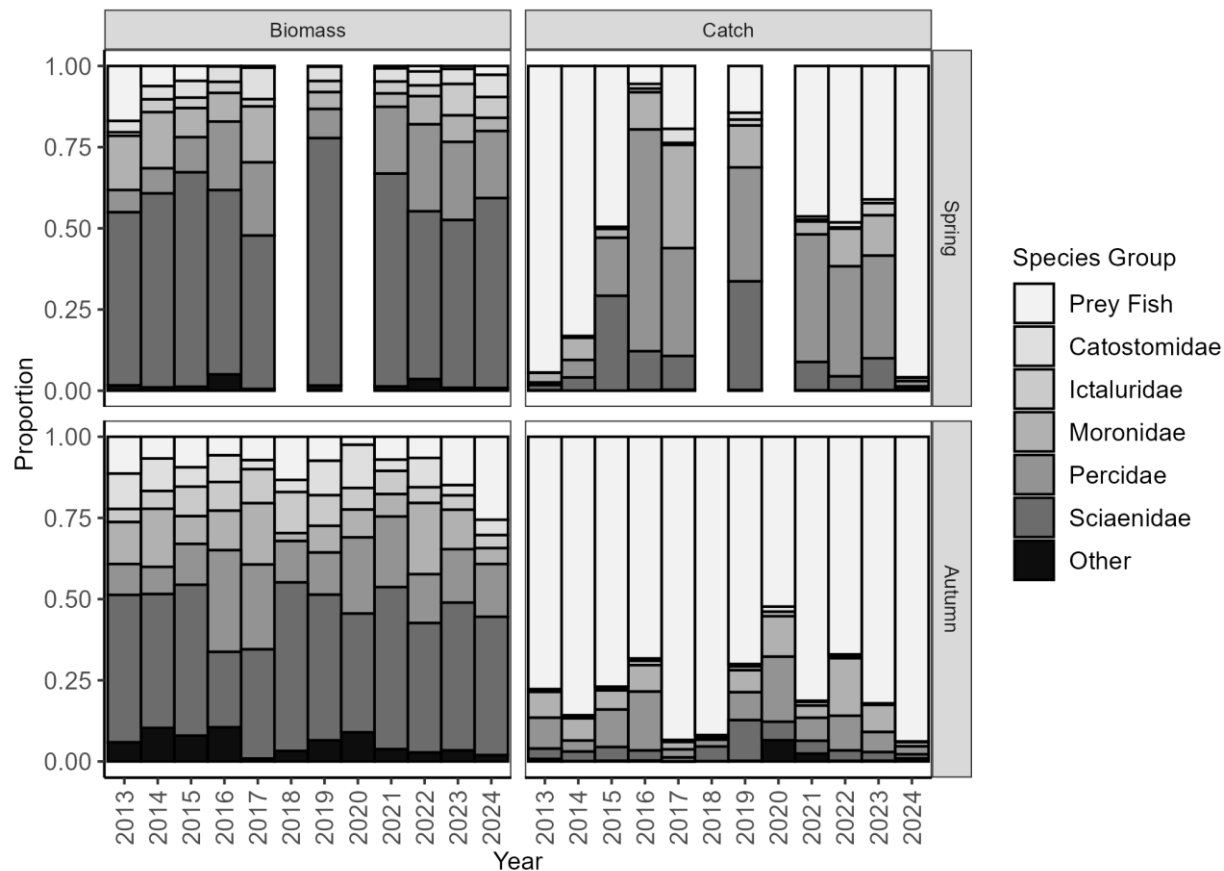 Biomass
Catch
Proportion
1.00
0.75
0.50
0.25
0.00
Spring
1.00
0.75
0.50
0.25
0.00
Autumn
2013
2014
2015
2016
2017
2018
2019
2020
2021
2022
2023
2024
2013
2014
2015
2016
2017
2018
2019
2020
2021
2022
2023
2024
Year
Species Group
Prey Fish
Catostomidae
Ictaluridae
Moronidae
Percidae
Sciaenidae
Other